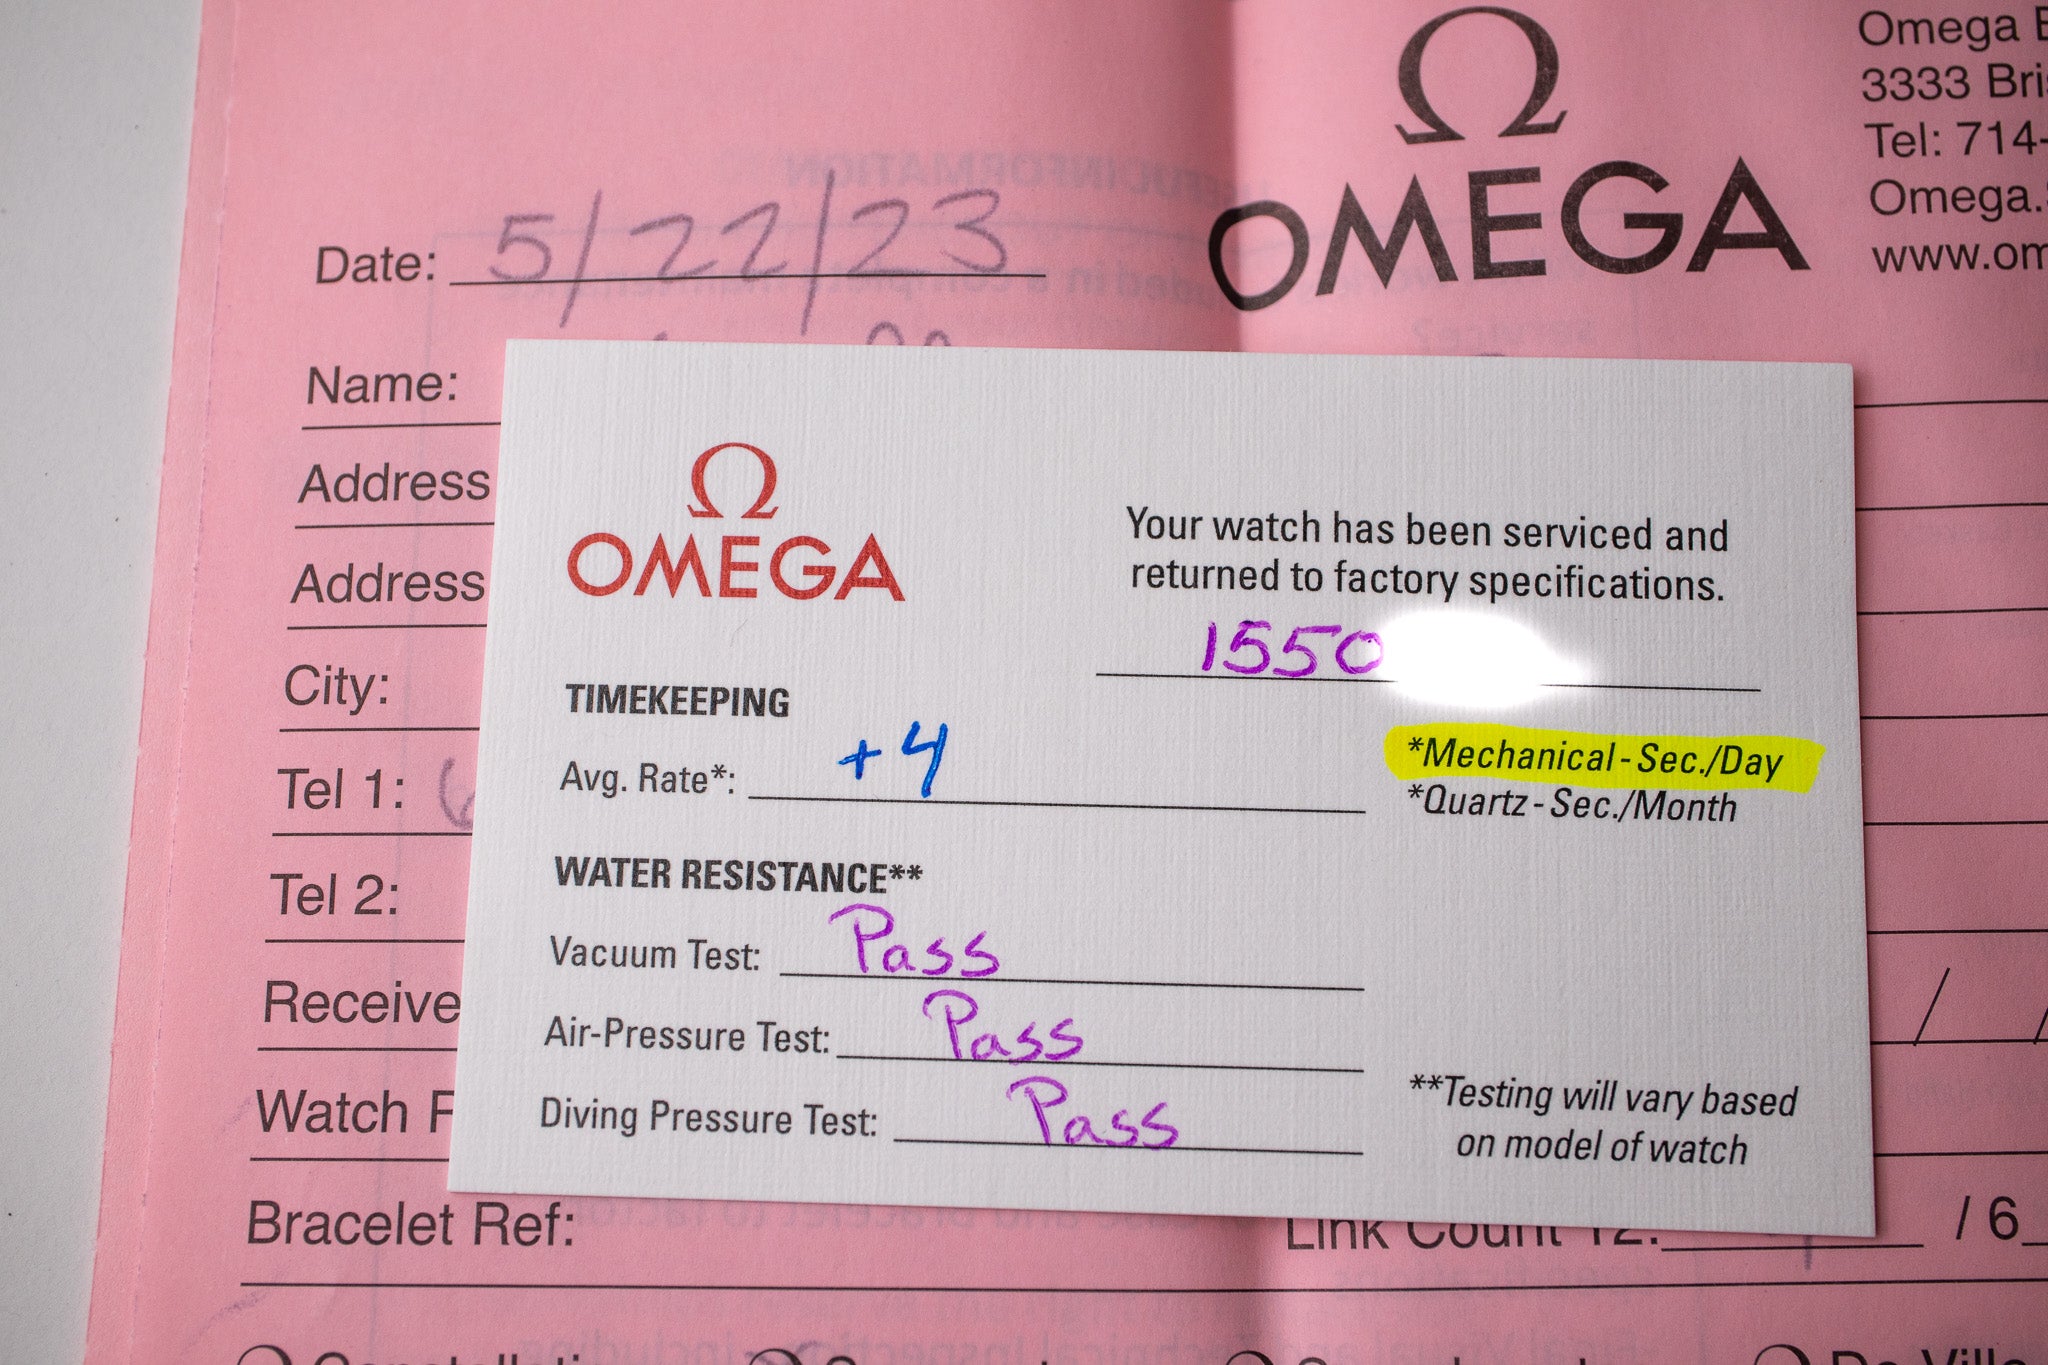 Ω
OMEGA
Omega
3333
Tel: 714-
Omega.
www.om
Date: 5/22/23
Name:
Address
Address
City:
Tel 1:
Tel 2:
Receive
Watch
Bracelet Ref:
Link Count 12: / 6
Ω
OMEGA
Your watch has been serviced and
returned to factory specifications.
1550
TIMEKEEPING
Avg. Rate*: +4
*Mechanical - Sec./Day
*Quartz - Sec./Month
WATER RESISTANCE**
Vacuum Test: Pass
Air-Pressure Test: Pass
Diving Pressure Test: Pass
**Testing will vary based
on model of watch